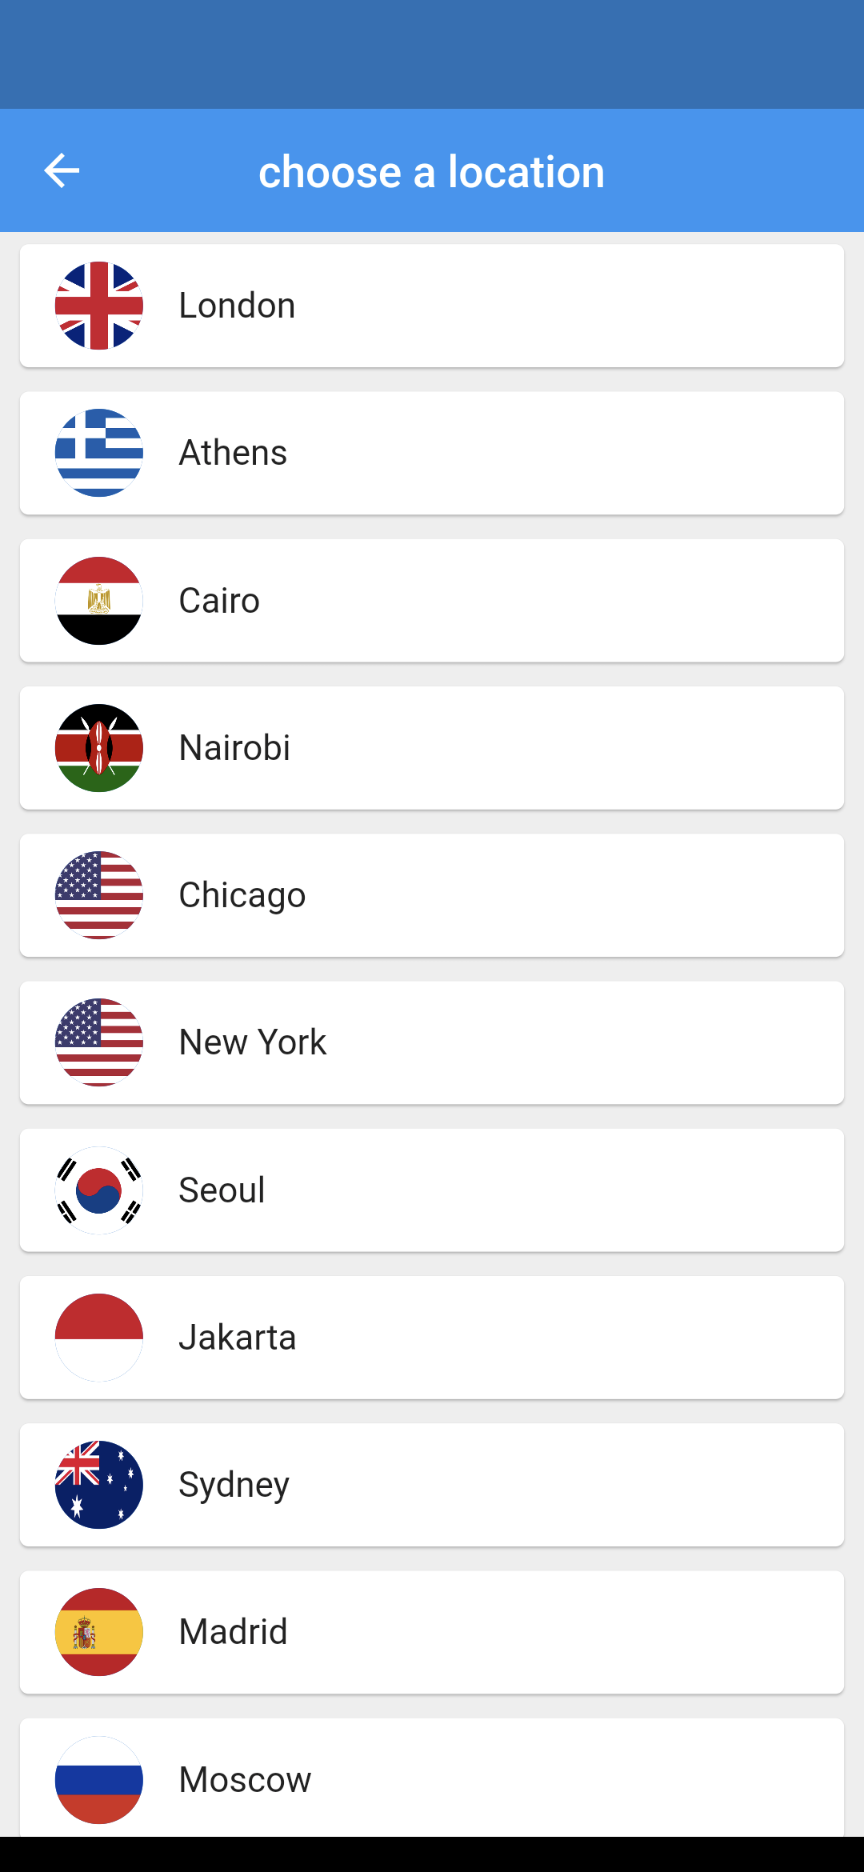 choose a location
London
Athens
Cairo
Nairobi
Chicago
New York
Seoul
Jakarta
Sydney
Madrid
Moscow